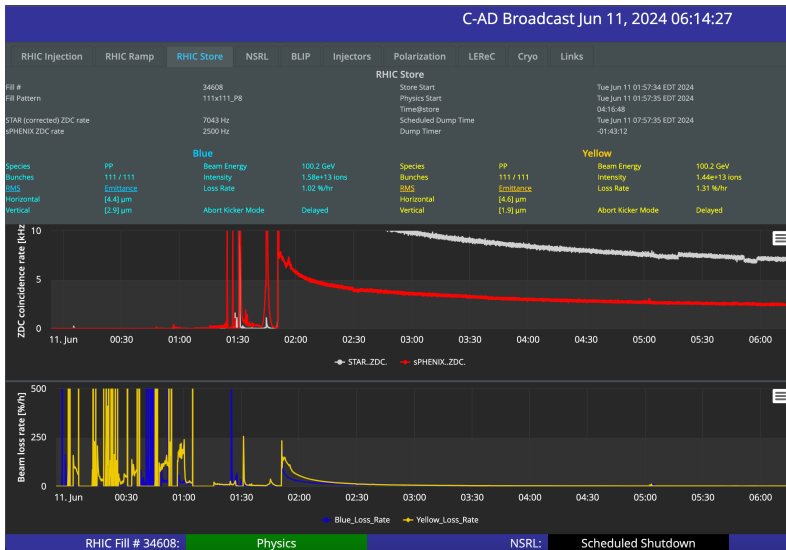 C-AD Broadcast Jun 11, 2024 06:14:27
RHIC Injection RHIC Ramp RHIC Store NSRL BLIP Injectors Polarization LEReC Cryo Links
RHIC Store
Fill # 34608 Store Start Tue Jun 11 01:57:34 EDT 2024
Fill Pattern 111x111_P8 Physics Start Tue Jun 11 01:57:35 EDT 2024
Time@store 04:16:48
STAR (corrected) ZDC rate 7043 Hz Scheduled Dump Time Tue Jun 11 07:57:35 EDT 2024
sPHENIX ZDC rate 2500 Hz Dump Timer -01:43:12
Blue Yellow
Species PP Beam Energy 100.2 GeV Species PP Beam Energy 100.2 GeV
Bunches 111 / 111 Intensity 1.58e+13 ions Bunches 111 / 111 Intensity 1.44e+13 ions
RMS Emittance Loss Rate 1.02 %/hr RMS Emittance Loss Rate 1.31 %/hr
Horizontal [4.4] μm Horizontal [4.6] μm
Vertical [2.9] μm Abort Kicker Mode Delayed Vertical [1.9] μm Abort Kicker Mode Delayed
ZDC coincidence rate [kHz
10
5
0
11. Jun 00:30 01:00 01:30 02:00 02:30 03:00 03:30 04:00 04:30 05:00 05:30 06:00
STAR..ZDC. sPHENIX..ZDC.
Beam loss rate [%/h]
500
250
0
11. Jun 00:30 01:00 01:30 02:00 02:30 03:00 03:30 04:00 04:30 05:00 05:30 06:00
Blue_Loss_Rate Yellow_Loss_Rate
RHIC Fill # 34608: Physics NSRL: Scheduled Shutdown